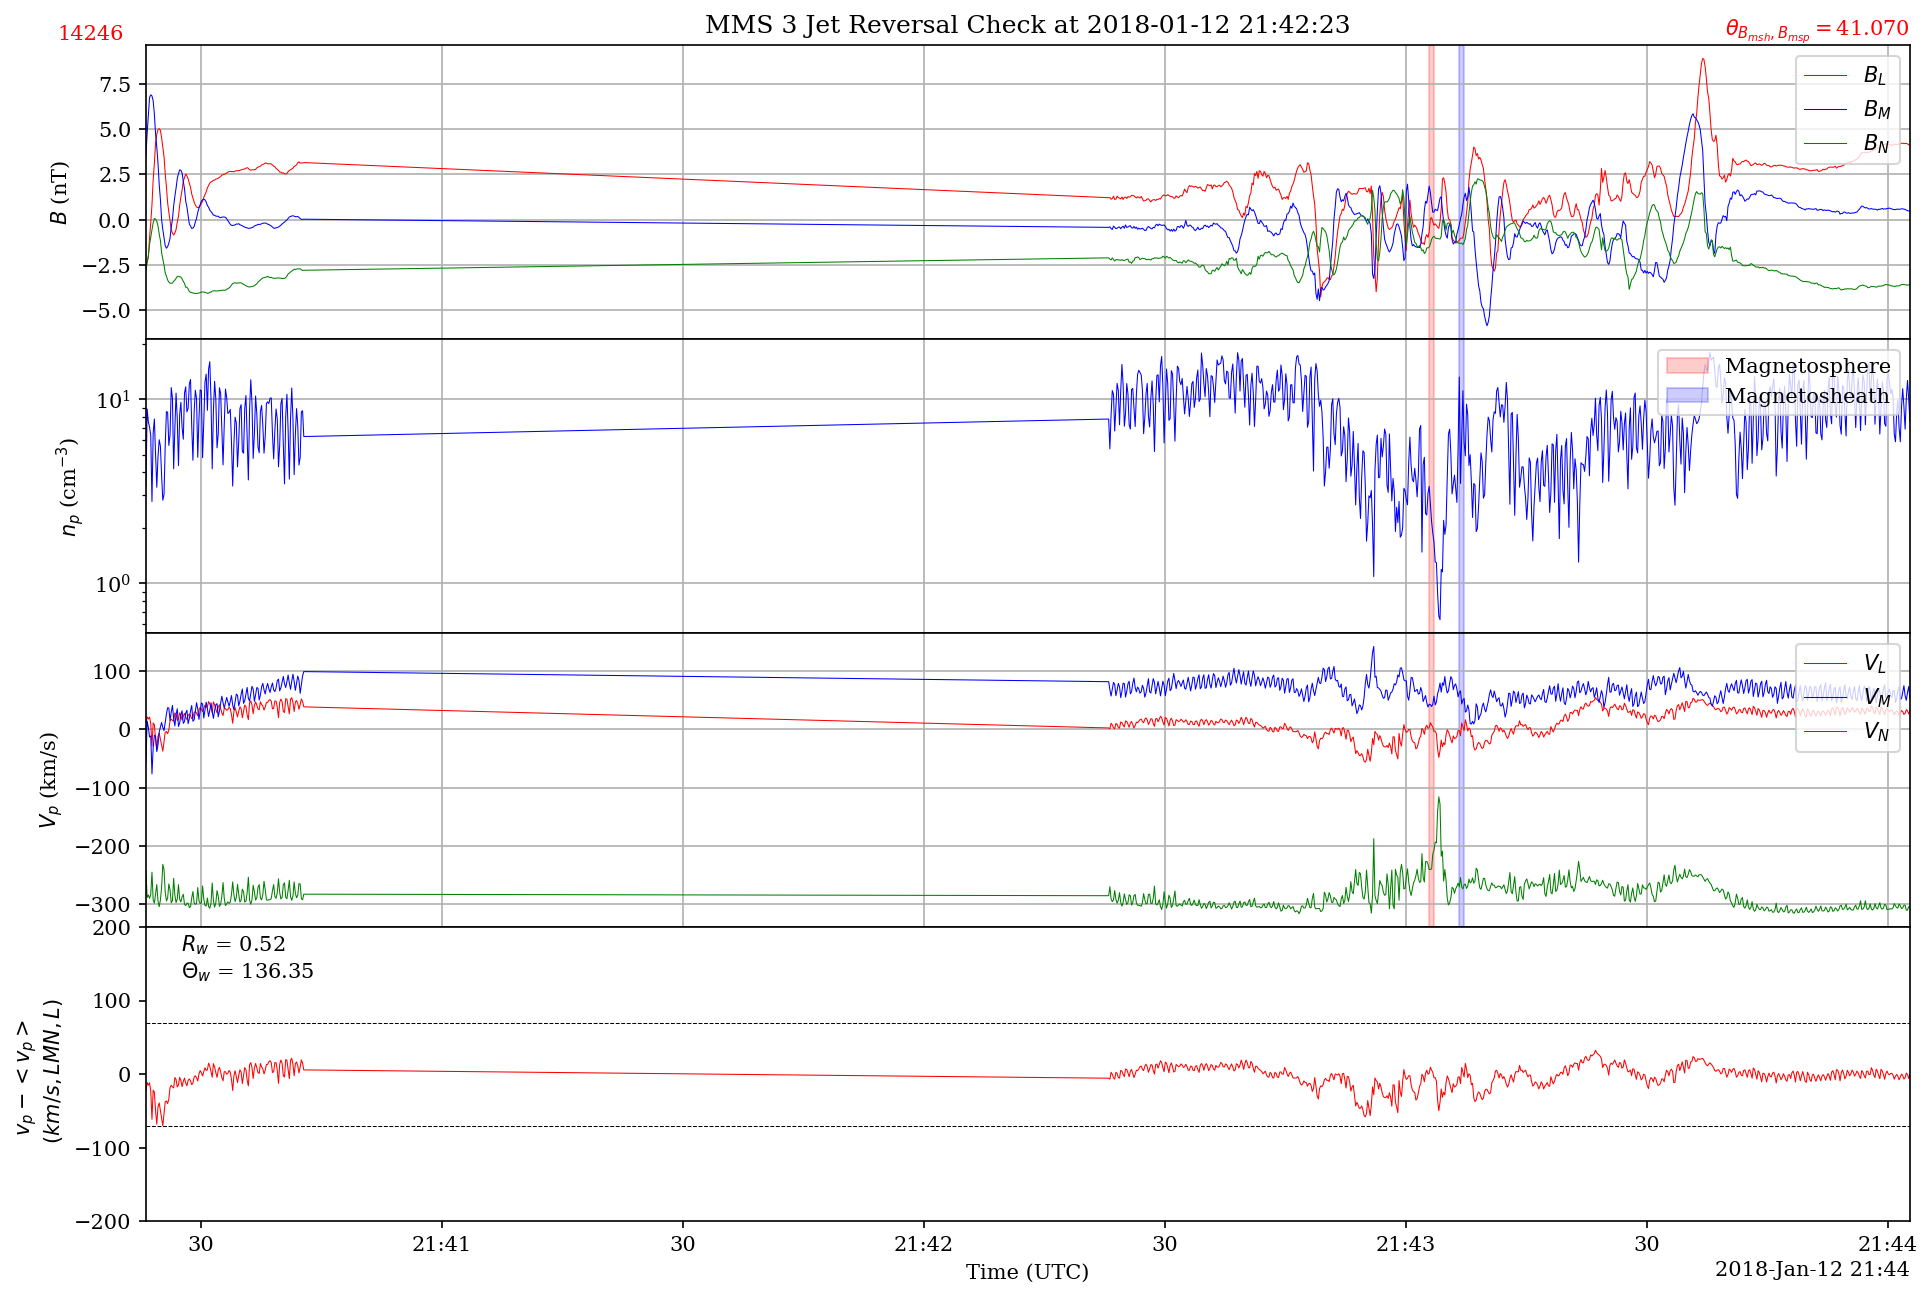 14246
MMS 3 Jet Reversal Check at 2018-01-12 21:42:23
θ_{B_{msh}, B_{msp}} = 41.070
B (nT)
7.5
5.0
2.5
0.0
−2.5
−5.0
B_L
B_M
B_N
n_p (cm^{−3})
10^1
10^0
Magnetosphere
Magnetosheath
V_p (km/s)
100
0
−100
−200
−300
V_L
V_M
V_N
v_p − < v_p >
(km/s, LMN, L)
200
100
0
−100
−200
R_w = 0.52
Θ_w = 136.35
30 21:41 30 21:42 30 21:43 30 21:44
Time (UTC)
2018-Jan-12 21:44